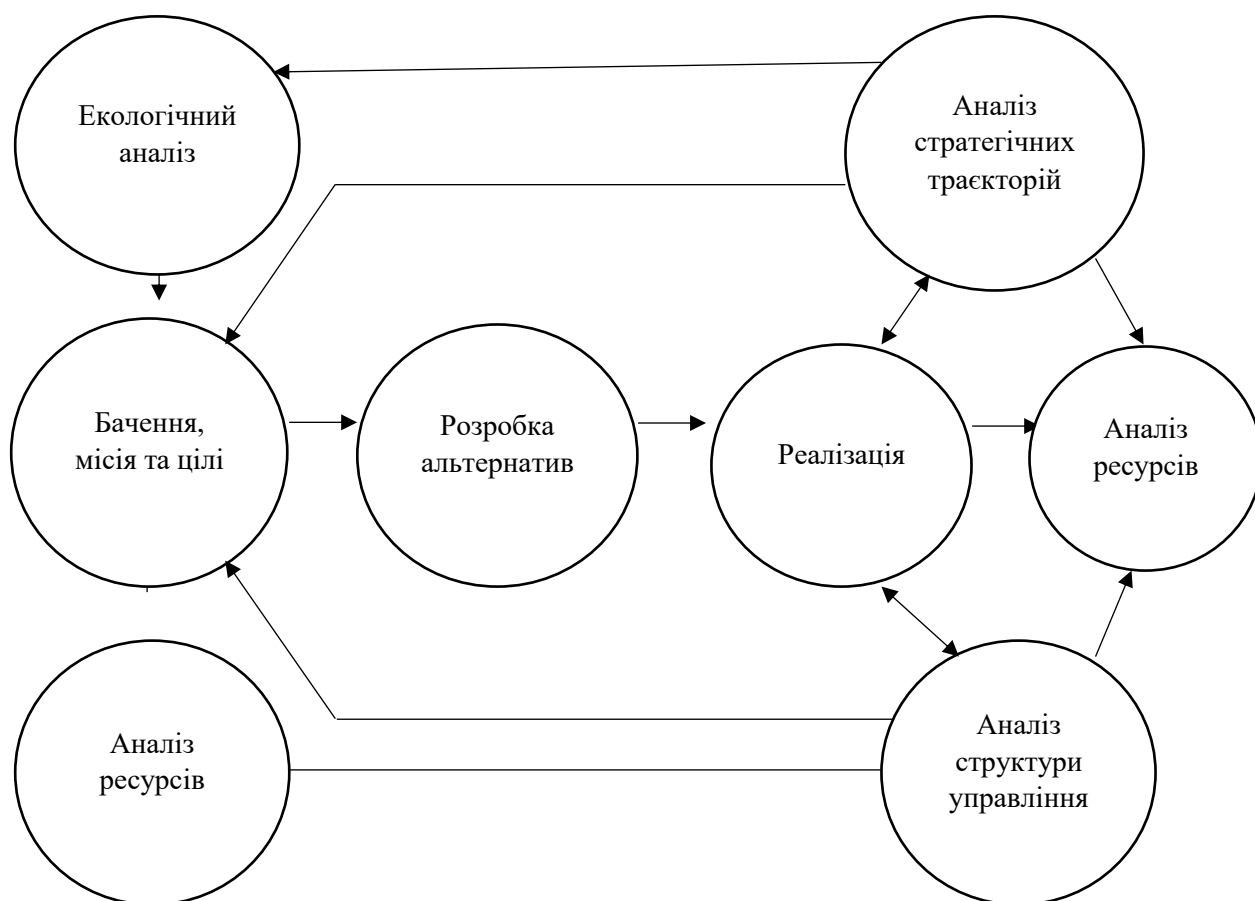 Екологічний
аналіз
Аналіз
стратегічних
траєкторій
Бачення,
місія та цілі
Розробка
альтернатив
Реалізація
Аналіз
ресурсів
Аналіз
ресурсів
Аналіз
структури
управління